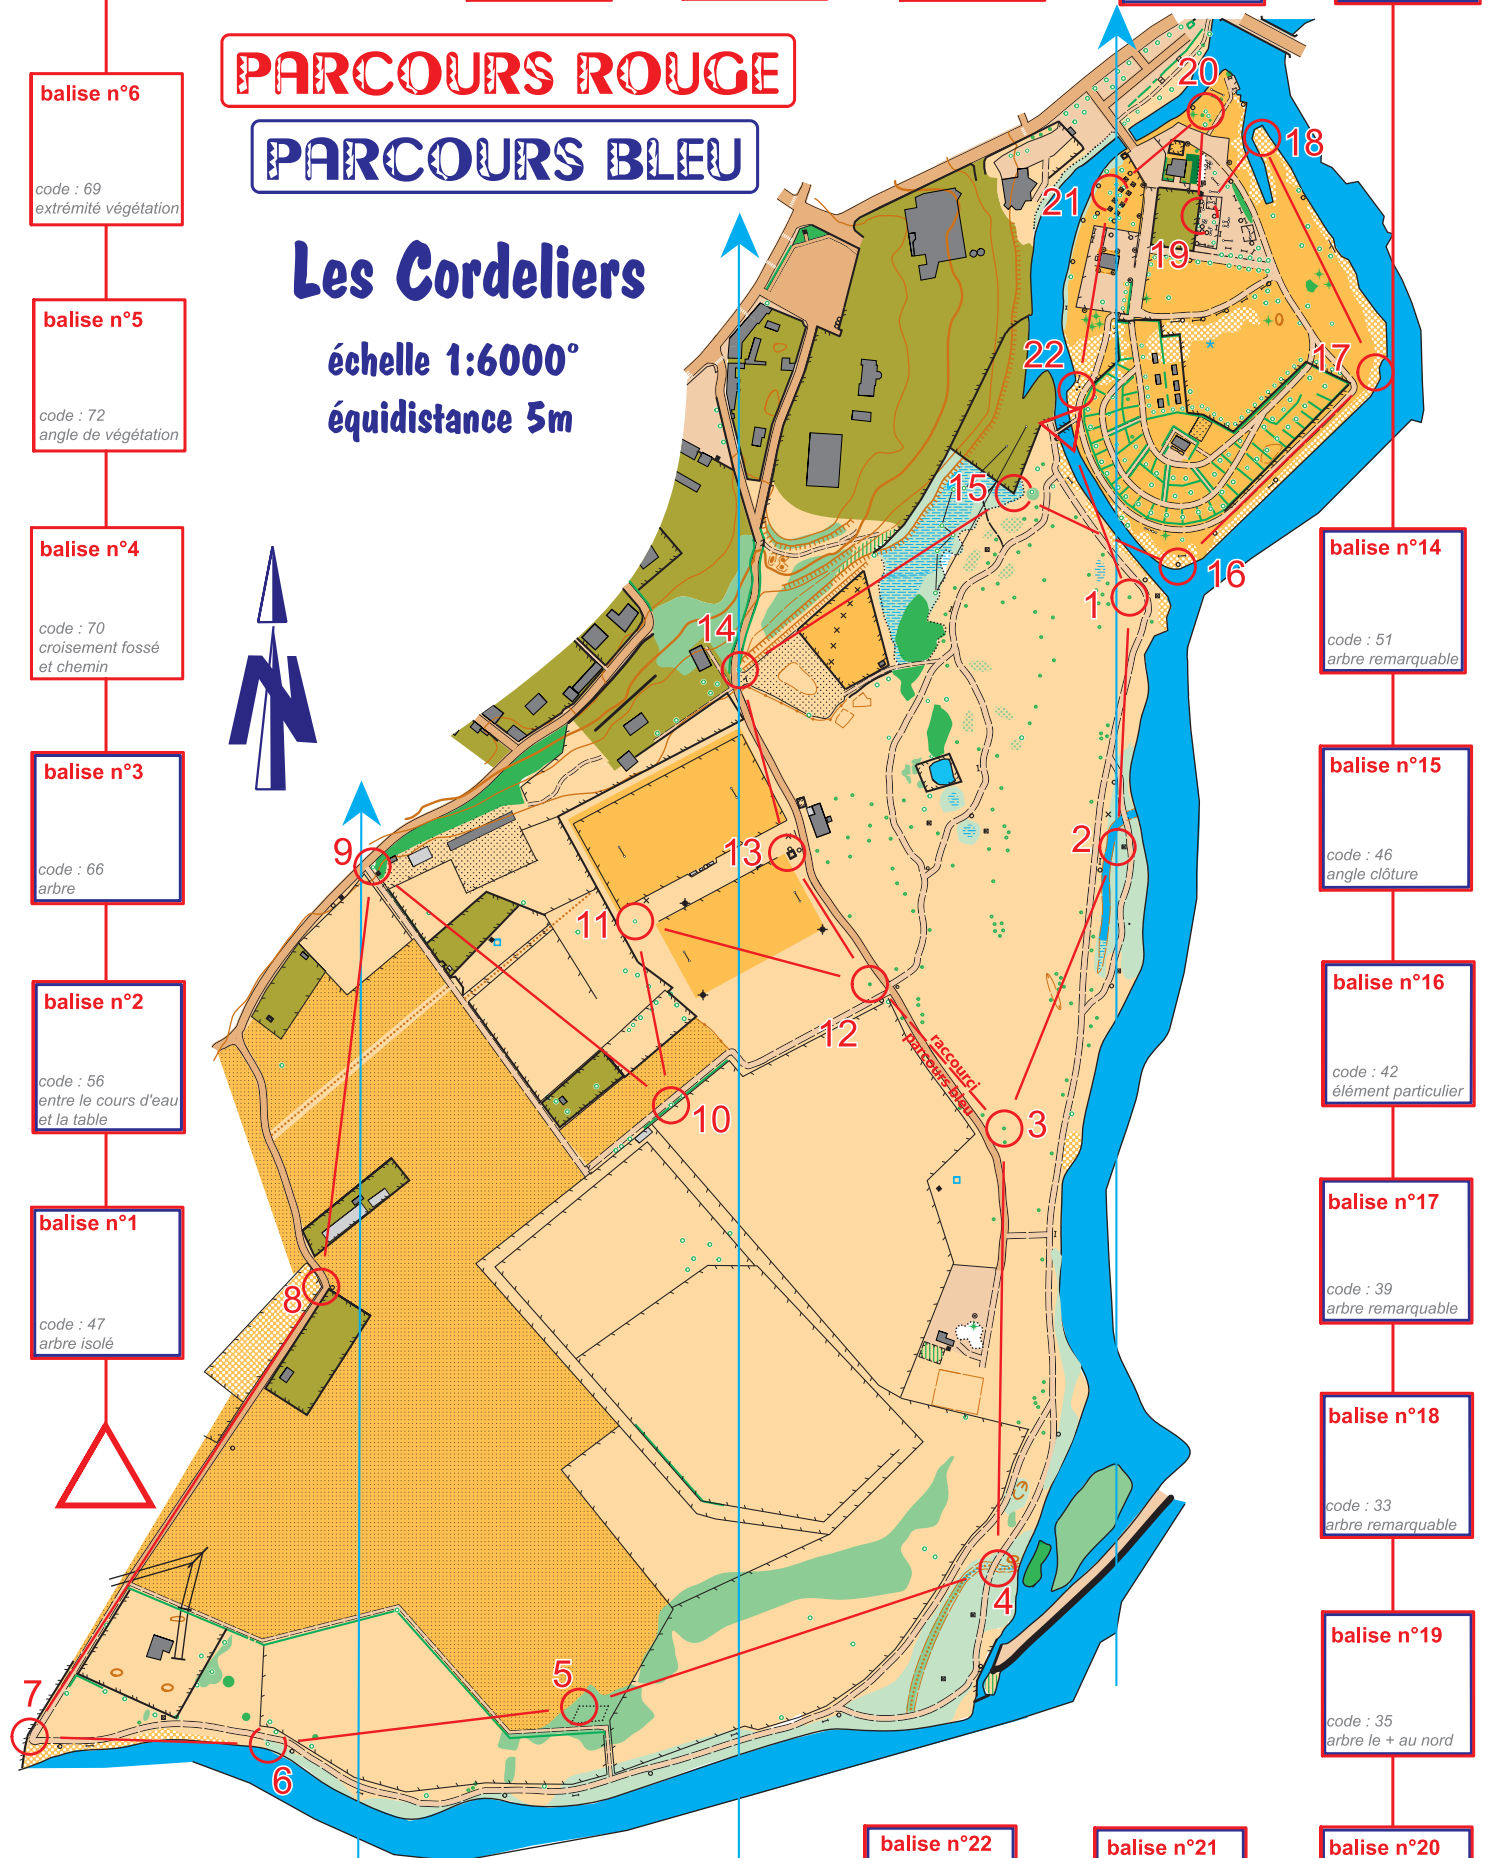 PARCOURS ROUGE
PARCOURS BLEU
Les Cordeliers
échelle 1:6000°
équidistance 5m
N
balise n°6
code : 69
extrémité végétation
balise n°5
code : 72
angle de végétation
balise n°4
code : 70
croisement fossé
et chemin
balise n°3
code : 66
arbre
balise n°2
code : 56
entre le cours d'eau
et la table
balise n°1
code : 47
arbre isolé
20
18
21
19
22
17
15
16
1
14
2
13
9
11
12
raccourci
parcours bleu
10
3
8
4
5
7
6
balise n°14
code : 51
arbre remarquable
balise n°15
code : 46
angle clôture
balise n°16
code : 42
élément particulier
balise n°17
code : 39
arbre remarquable
balise n°18
code : 33
arbre remarquable
balise n°19
code : 35
arbre le + au nord
balise n°22
balise n°21
balise n°20